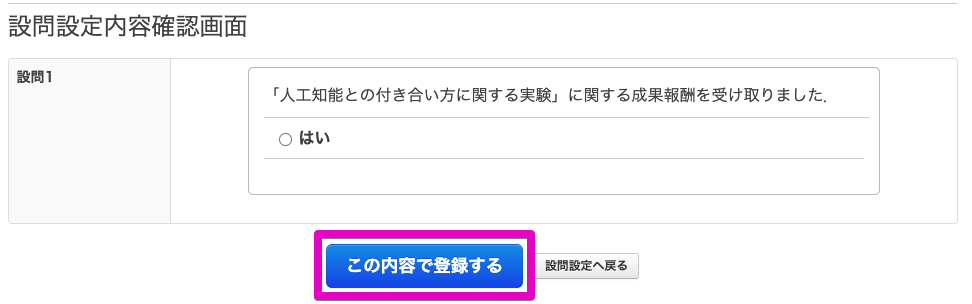 設問設定内容確認画面
設問1
「人工知能との付き合い方に関する実験」に関する成果報酬を受け取りました.
はい
この内容で登録する
設問設定へ戻る